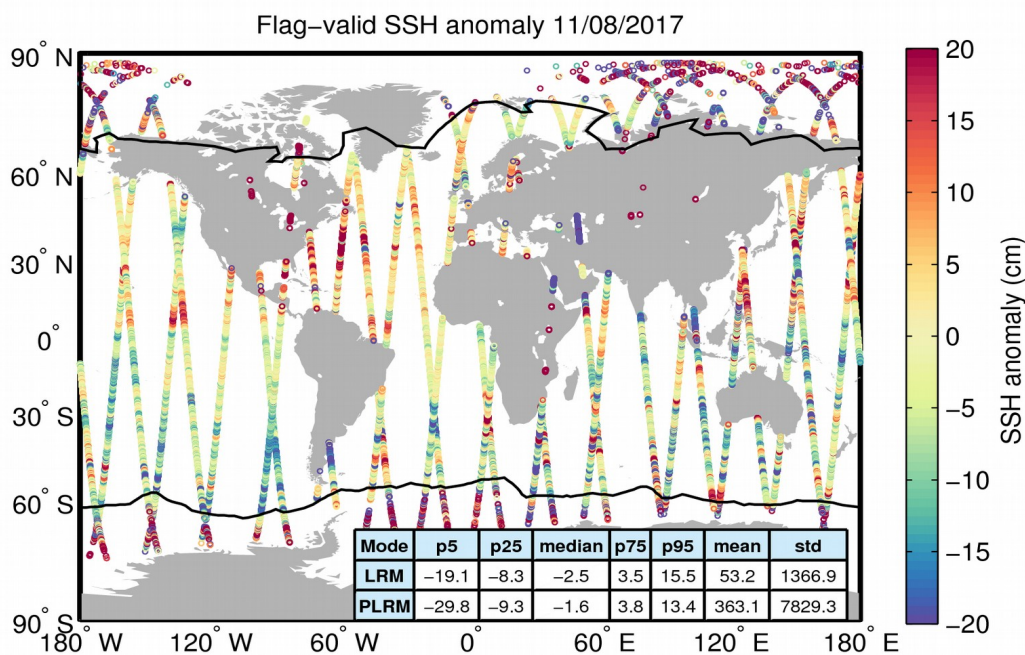 Flag−valid SSH anomaly 11/08/2017
90° N
60° N
30° N
0°
30° S
60° S
90° S
180° W
120° W
60° W
0°
60° E
120° E
180° E
20
15
10
5
0
−5
−10
−15
−20
SSH anomaly (cm)
Mode p5 p25 median p75 p95 mean std
LRM −19.1 −8.3 −2.5 3.5 15.5 53.2 1366.9
PLRM −29.8 −9.3 −1.6 3.8 13.4 363.1 7829.3